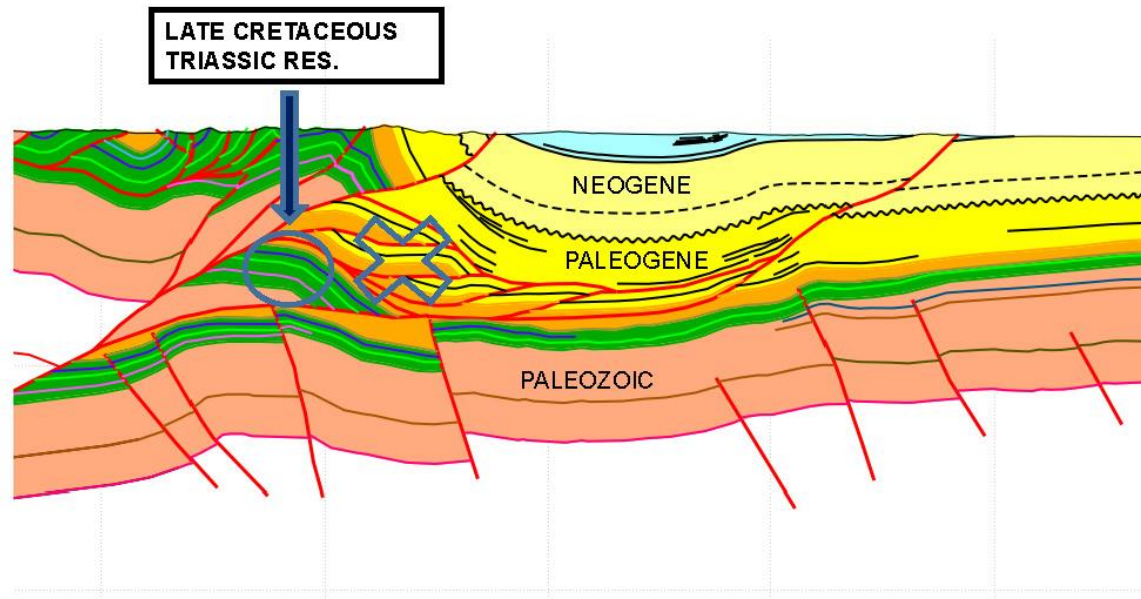 LATE CRETACEOUS
TRIASSIC RES.
NEOGENE
PALEOGENE
PALEOZOIC